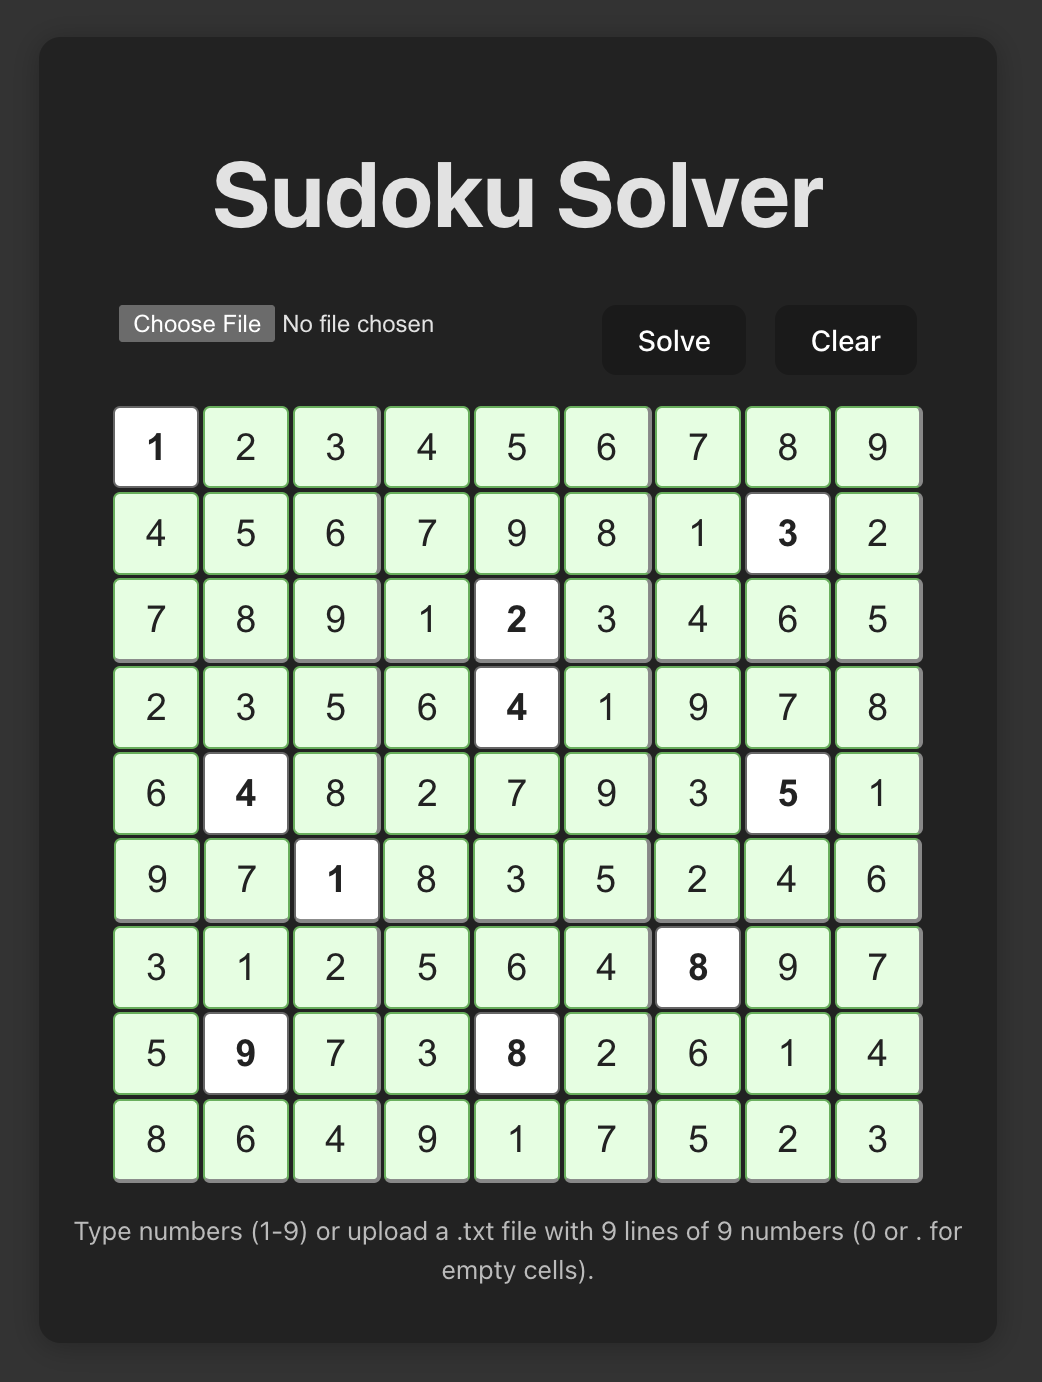 Sudoku Solver
Choose File No file chosen Solve Clear
1 2 3 4 5 6 7 8 9
4 5 6 7 9 8 1 3 2
7 8 9 1 2 3 4 6 5
2 3 5 6 4 1 9 7 8
6 4 8 2 7 9 3 5 1
9 7 1 8 3 5 2 4 6
3 1 2 5 6 4 8 9 7
5 9 7 3 8 2 6 1 4
8 6 4 9 1 7 5 2 3
Type numbers (1-9) or upload a .txt file with 9 lines of 9 numbers (0 or . for
empty cells).